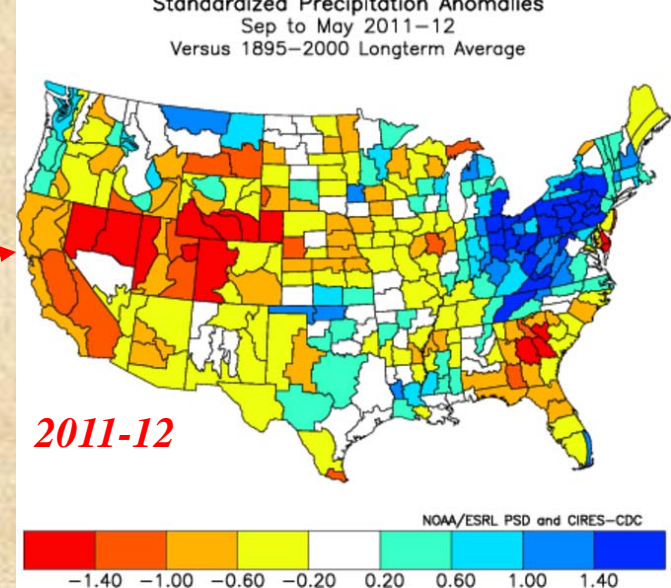 Standardized Precipitation Anomalies
Sep to May 2011–12
Versus 1895–2000 Longterm Average
2011-12
NOAA/ESRL PSD and CIRES–CDC
−1.40 −1.00 −0.60 −0.20 0.20 0.60 1.00 1.40